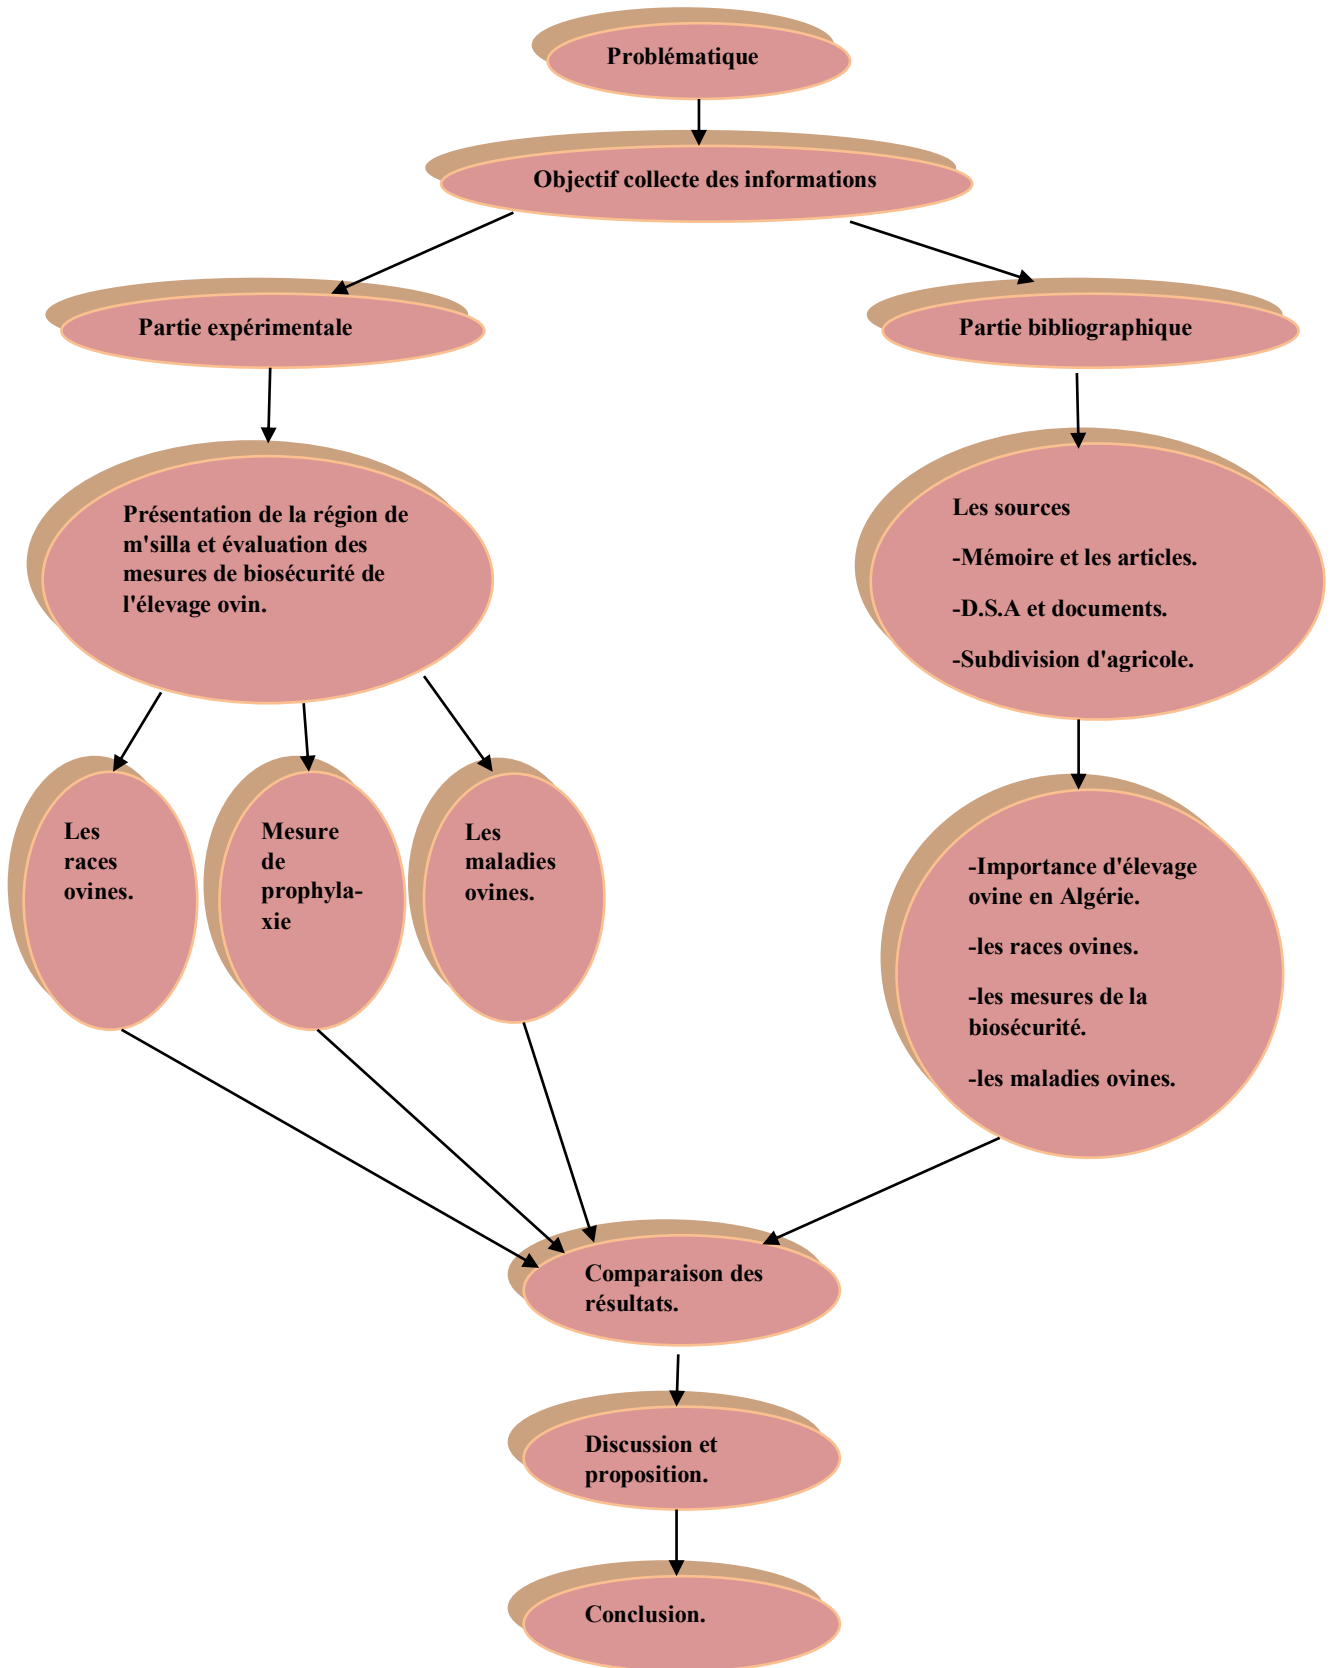 Problématique
Objectif collecte des informations
Partie expérimentale
Partie bibliographique
Présentation de la région de
m'silla et évaluation des
mesures de biosécurité de
l'élevage ovin.
Les sources
-Mémoire et les articles.
-D.S.A et documents.
-Subdivision d'agricole.
Les
races
ovines.
Mesure
de
prophyla-
xie
Les
maladies
ovines.
-Importance d'élevage
ovine en Algérie.
-les races ovines.
-les mesures de la
biosécurité.
-les maladies ovines.
Comparaison des
résultats.
Discussion et
proposition.
Conclusion.